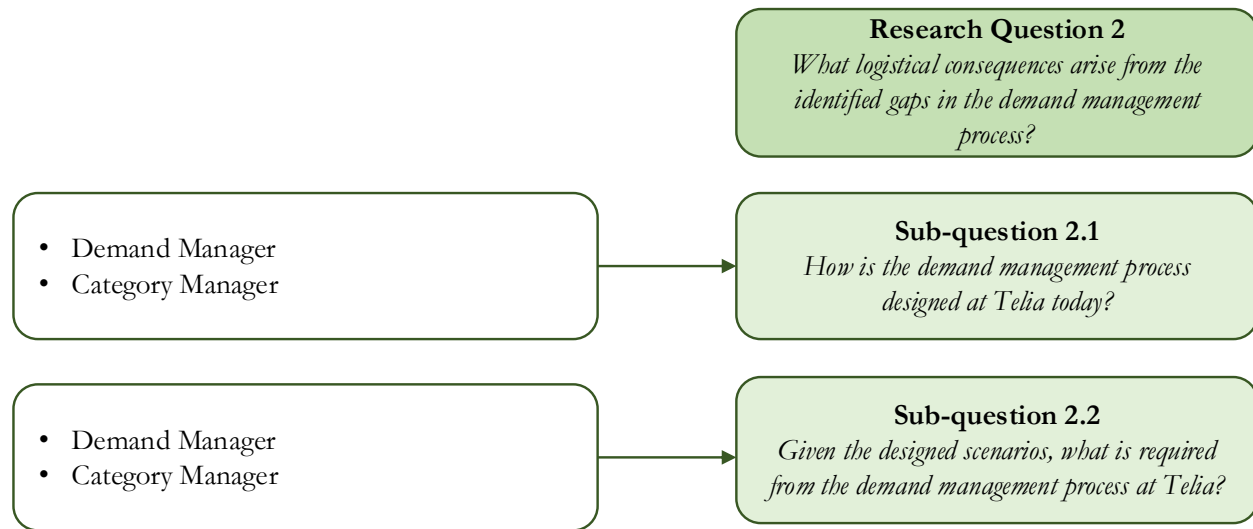 Research Question 2
What logistical consequences arise from the
identified gaps in the demand management
process?
• Demand Manager
• Category Manager
Sub-question 2.1
How is the demand management process
designed at Telia today?
• Demand Manager
• Category Manager
Sub-question 2.2
Given the designed scenarios, what is required
from the demand management process at Telia?